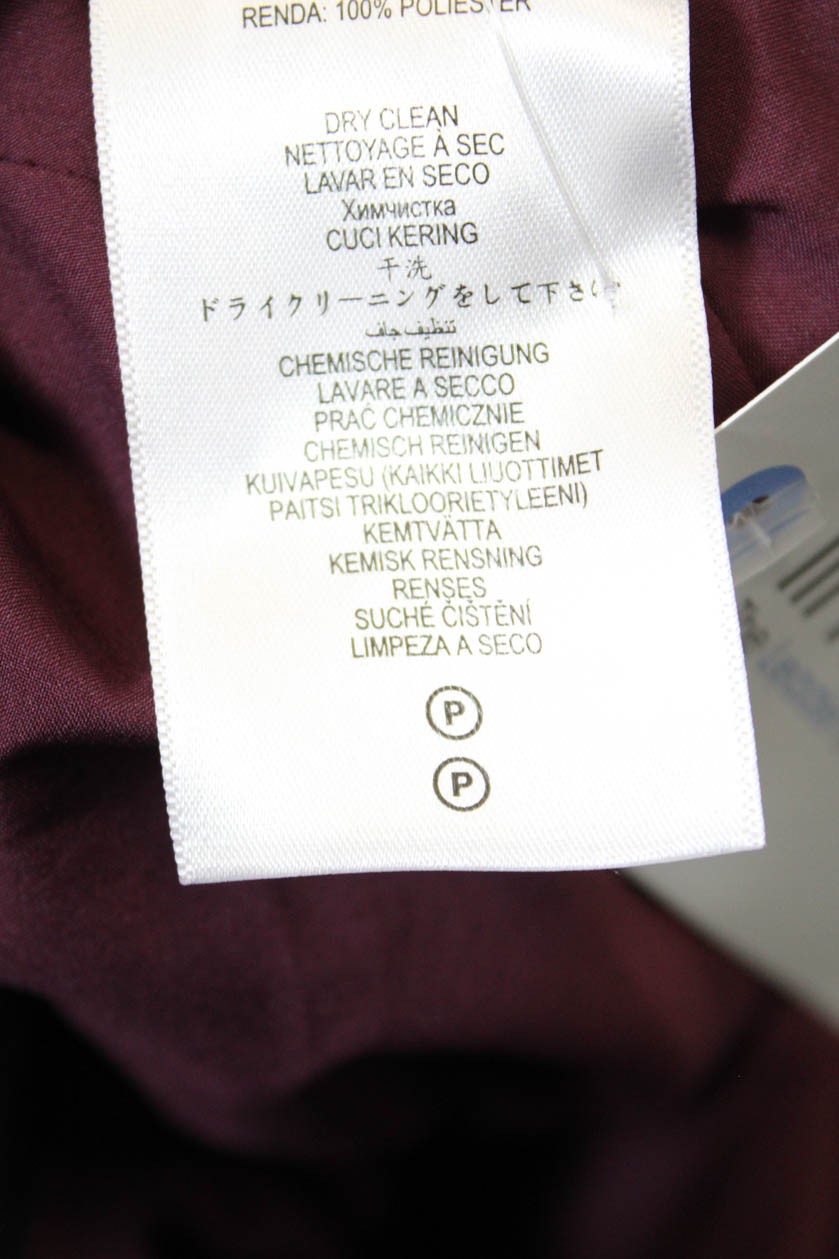 RENDA: 100% POLIESTER
DRY CLEAN
NETTOYAGE À SEC
LAVAR EN SECO
Химчистка
CUCI KERING
干洗
ドライクリーニングをして下さい
تنظيف جاف
CHEMISCHE REINIGUNG
LAVARE A SECCO
PRAĆ CHEMICZNIE
CHEMISCH REINIGEN
KUIVAPESU (KAIKKI LIUOTTIMET
PAITSI TRIKLOORIETYLEENI)
KEMTVÄTTA
KEMISK RENSNING
RENSES
SUCHÉ ČIŠTĚNÍ
LIMPEZA A SECO
P
P